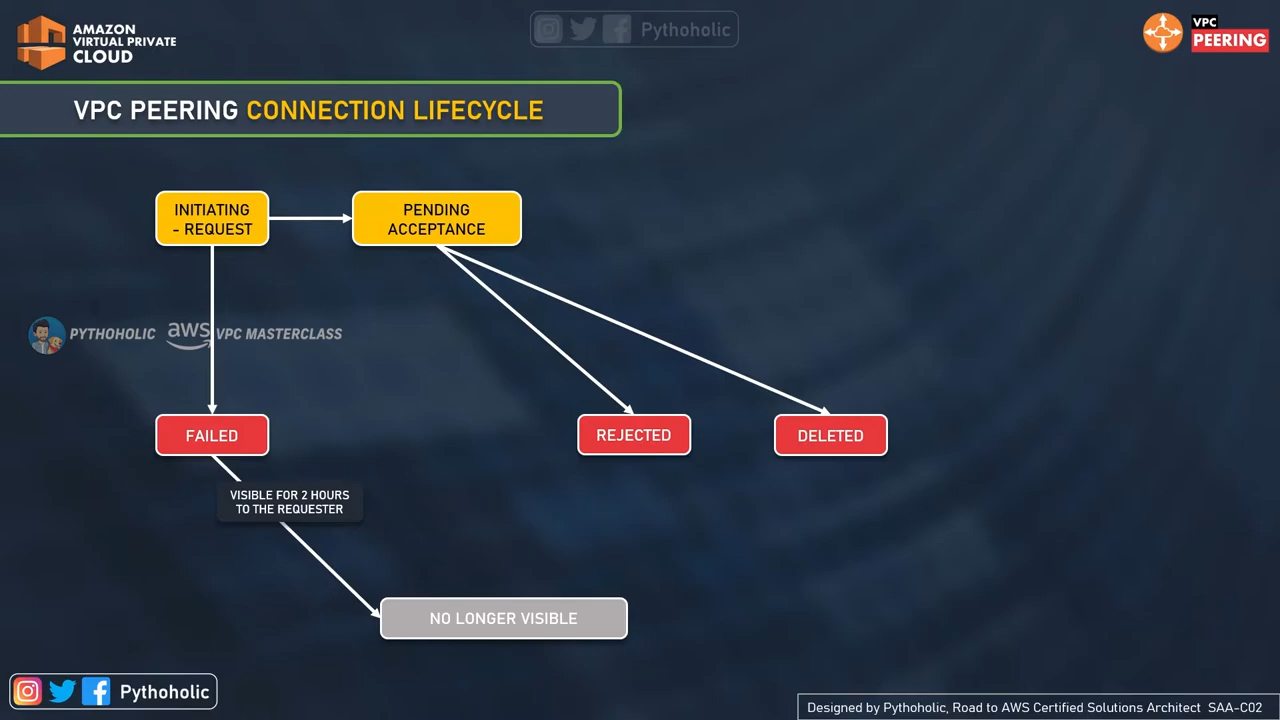 AMAZON
VIRTUAL PRIVATE
CLOUD
Pythoholic
VPC
PEERING
VPC PEERING CONNECTION LIFECYCLE
INITIATING
- REQUEST
PENDING
ACCEPTANCE
PYTHOHOLIC aws VPC MASTERCLASS
FAILED
REJECTED
DELETED
VISIBLE FOR 2 HOURS
TO THE REQUESTER
NO LONGER VISIBLE
Pythoholic
Designed by Pythoholic, Road to AWS Certified Solutions Architect SAA-C02